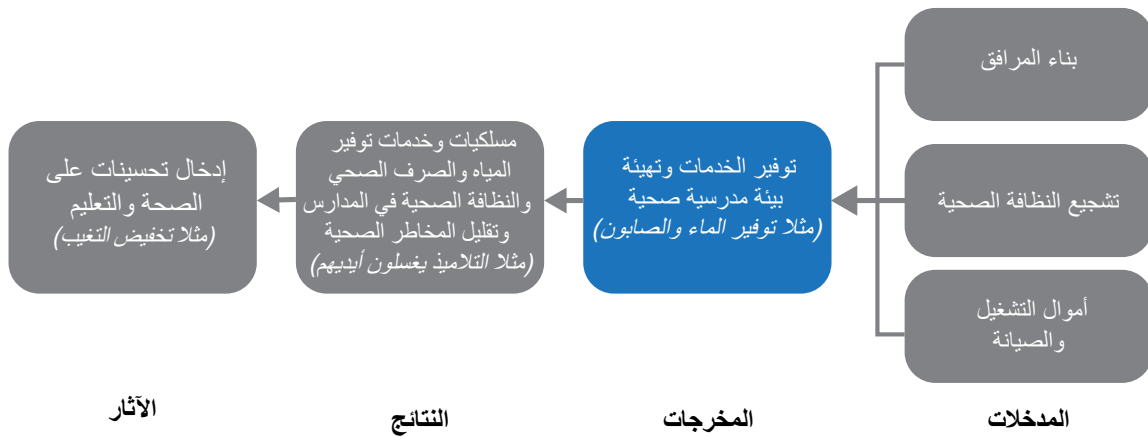 بناء المرافق
تشجيع النظافة الصحية
أموال التشغيل
والصيانة
توفير الخدمات وتهيئة
بيئة مدرسية صحية
(مثلا توفير الماء والصابون)
مسلكيات وخدمات توفير
المياه والصرف الصحي
والنظافة الصحية في المدارس
وتقليل المخاطر الصحية
(مثلا التلاميذ يغسلون أيديهم)
إدخال تحسينات على
الصحة والتعليم
(مثلا تخفيض التغيب)
المدخلات
المخرجات
النتائج
الآثار